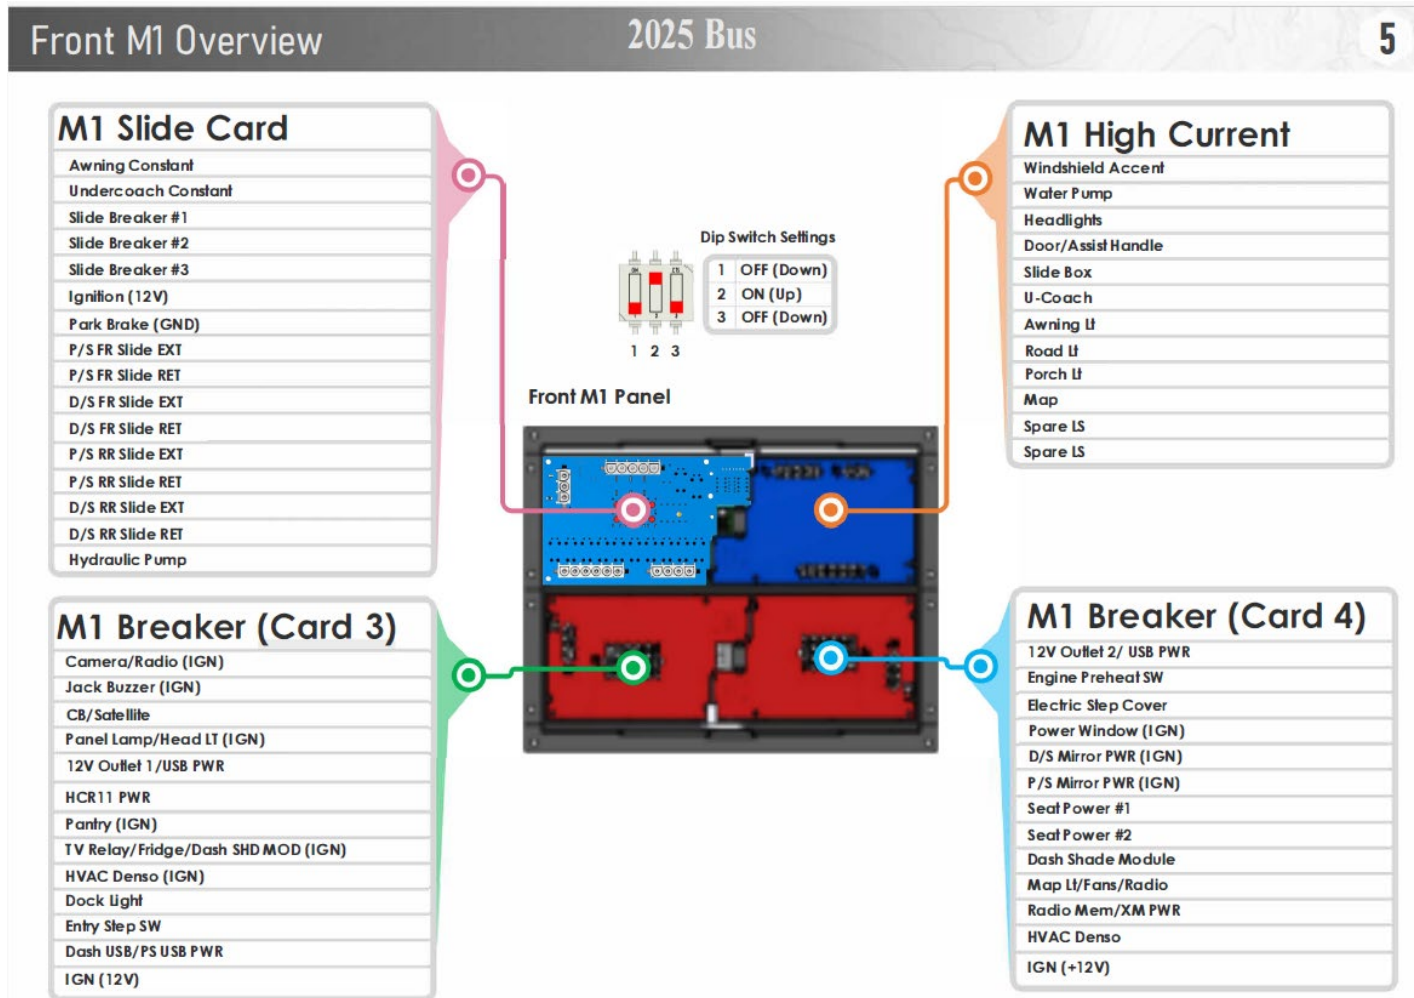 Front M1 Overview
2025 Bus
5
M1 Slide Card
Awning Constant
Undercoach Constant
Slide Breaker #1
Slide Breaker #2
Slide Breaker #3
Ignition (12V)
Park Brake (GND)
P/S FR Slide EXT
P/S FR Slide RET
D/S FR Slide EXT
D/S FR Slide RET
P/S RR Slide EXT
P/S RR Slide RET
D/S RR Slide EXT
D/S RR Slide RET
Hydraulic Pump
Dip Switch Settings
1 OFF (Down)
2 ON (Up)
3 OFF (Down)
1 2 3
Front M1 Panel
M1 High Current
Windshield Accent
Water Pump
Headlights
Door/Assist Handle
Slide Box
U-Coach
Awning Lt
Road Lt
Porch Lt
Map
Spare LS
Spare LS
M1 Breaker (Card 3)
Camera/Radio (IGN)
Jack Buzzer (IGN)
CB/Satellite
Panel Lamp/Head LT (IGN)
12V Outlet 1/USB PWR
HCR11 PWR
Pantry (IGN)
TV Relay/Fridge/Dash SHD MOD (IGN)
HVAC Denso (IGN)
Dock Light
Entry Step SW
Dash USB/PS USB PWR
IGN (12V)
M1 Breaker (Card 4)
12V Outlet 2/ USB PWR
Engine Preheat SW
Electric Step Cover
Power Window (IGN)
D/S Mirror PWR (IGN)
P/S Mirror PWR (IGN)
Seat Power #1
Seat Power #2
Dash Shade Module
Map Lt/Fans/Radio
Radio Mem/XM PWR
HVAC Denso
IGN (+12V)